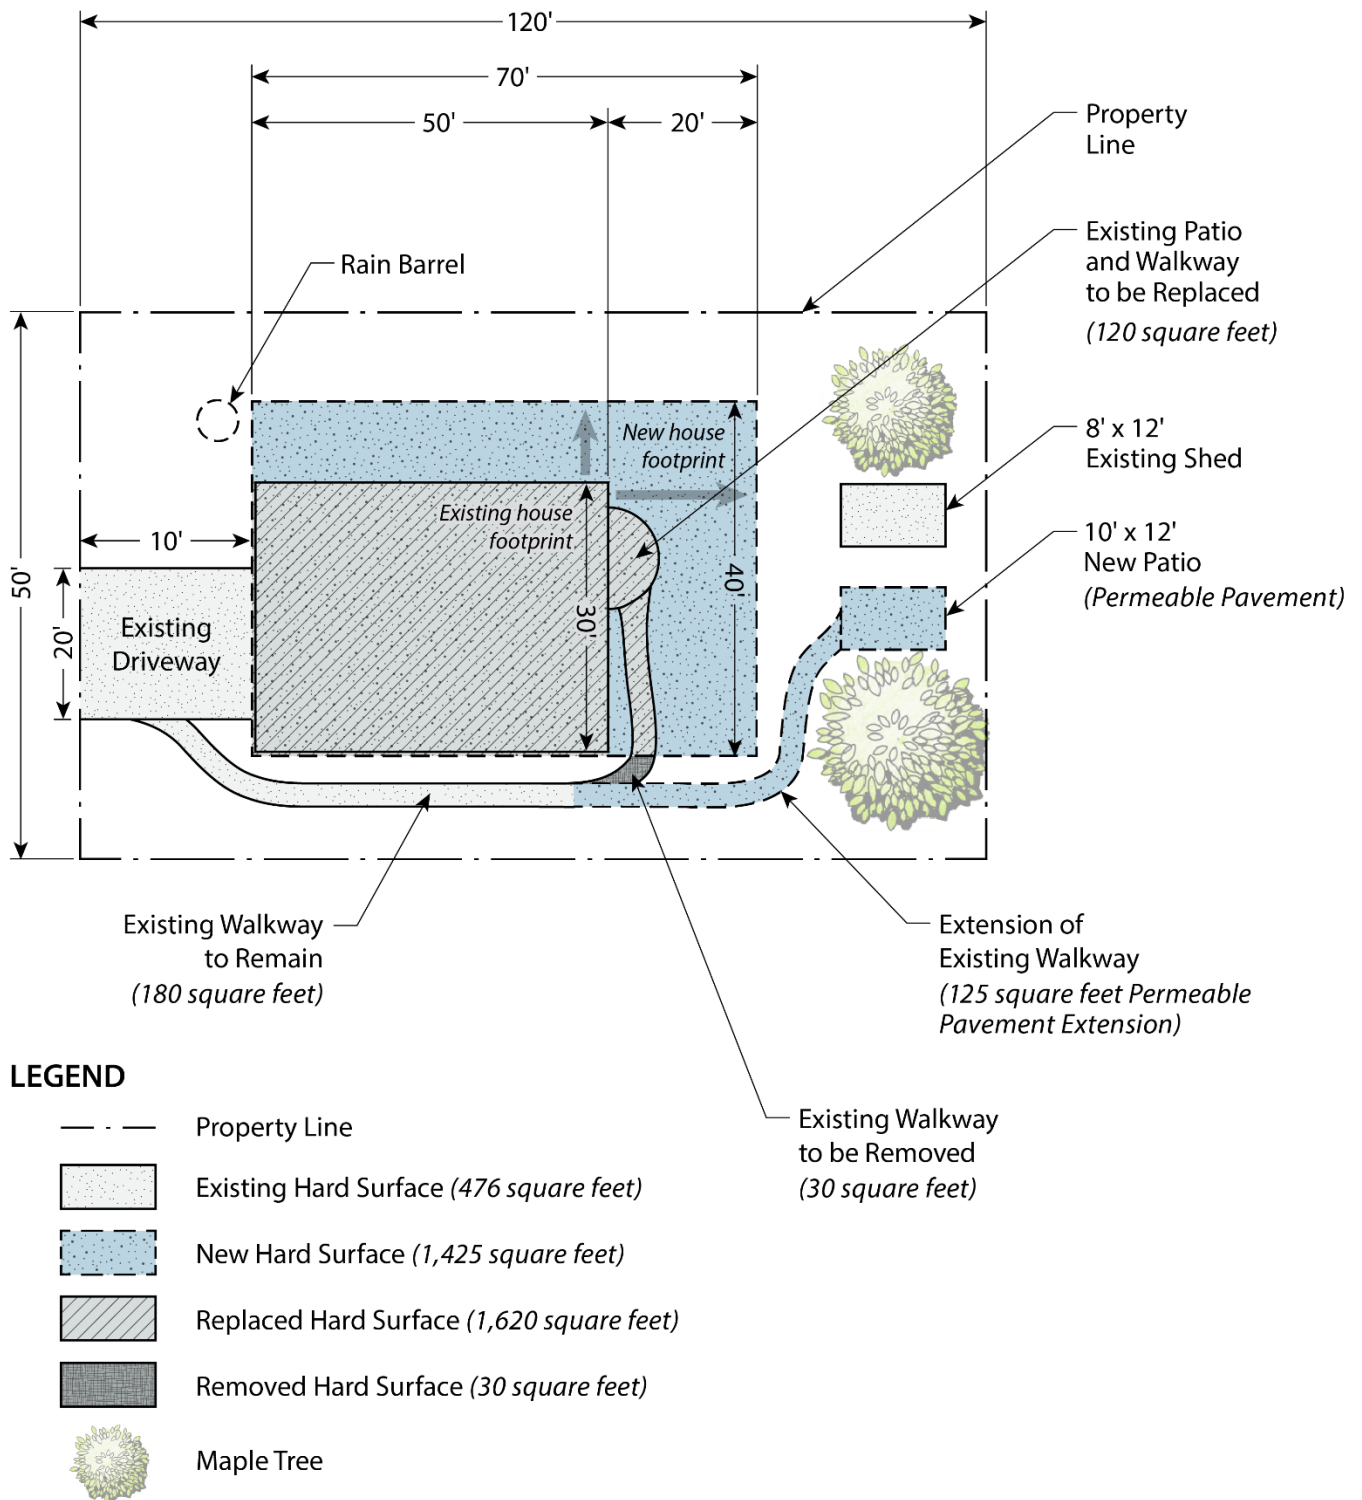 120'
70'
50'
20'
Property
Line
Existing Patio
and Walkway
to be Replaced
(120 square feet)
Rain Barrel
New house
footprint
8' x 12'
Existing Shed
Existing house
footprint
10'
10' x 12'
New Patio
(Permeable Pavement)
50'
20'
Existing
Driveway
30'
40'
Existing Walkway
to Remain
(180 square feet)
Extension of
Existing Walkway
(125 square feet Permeable
Pavement Extension)
Existing Walkway
to be Removed
(30 square feet)
LEGEND
Property Line
Existing Hard Surface (476 square feet)
New Hard Surface (1,425 square feet)
Replaced Hard Surface (1,620 square feet)
Removed Hard Surface (30 square feet)
Maple Tree